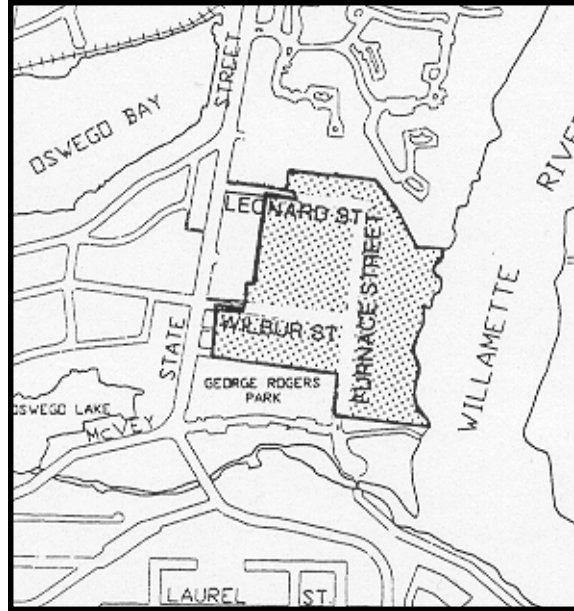 OSWEGO BAY
STREET
RIVER
LEONARD ST.
FURNACE STREET
WILLAMETTE
WILBUR ST.
STATE
GEORGE ROGERS
PARK
OSWEGO LAKE
McVEY
LAUREL ST.